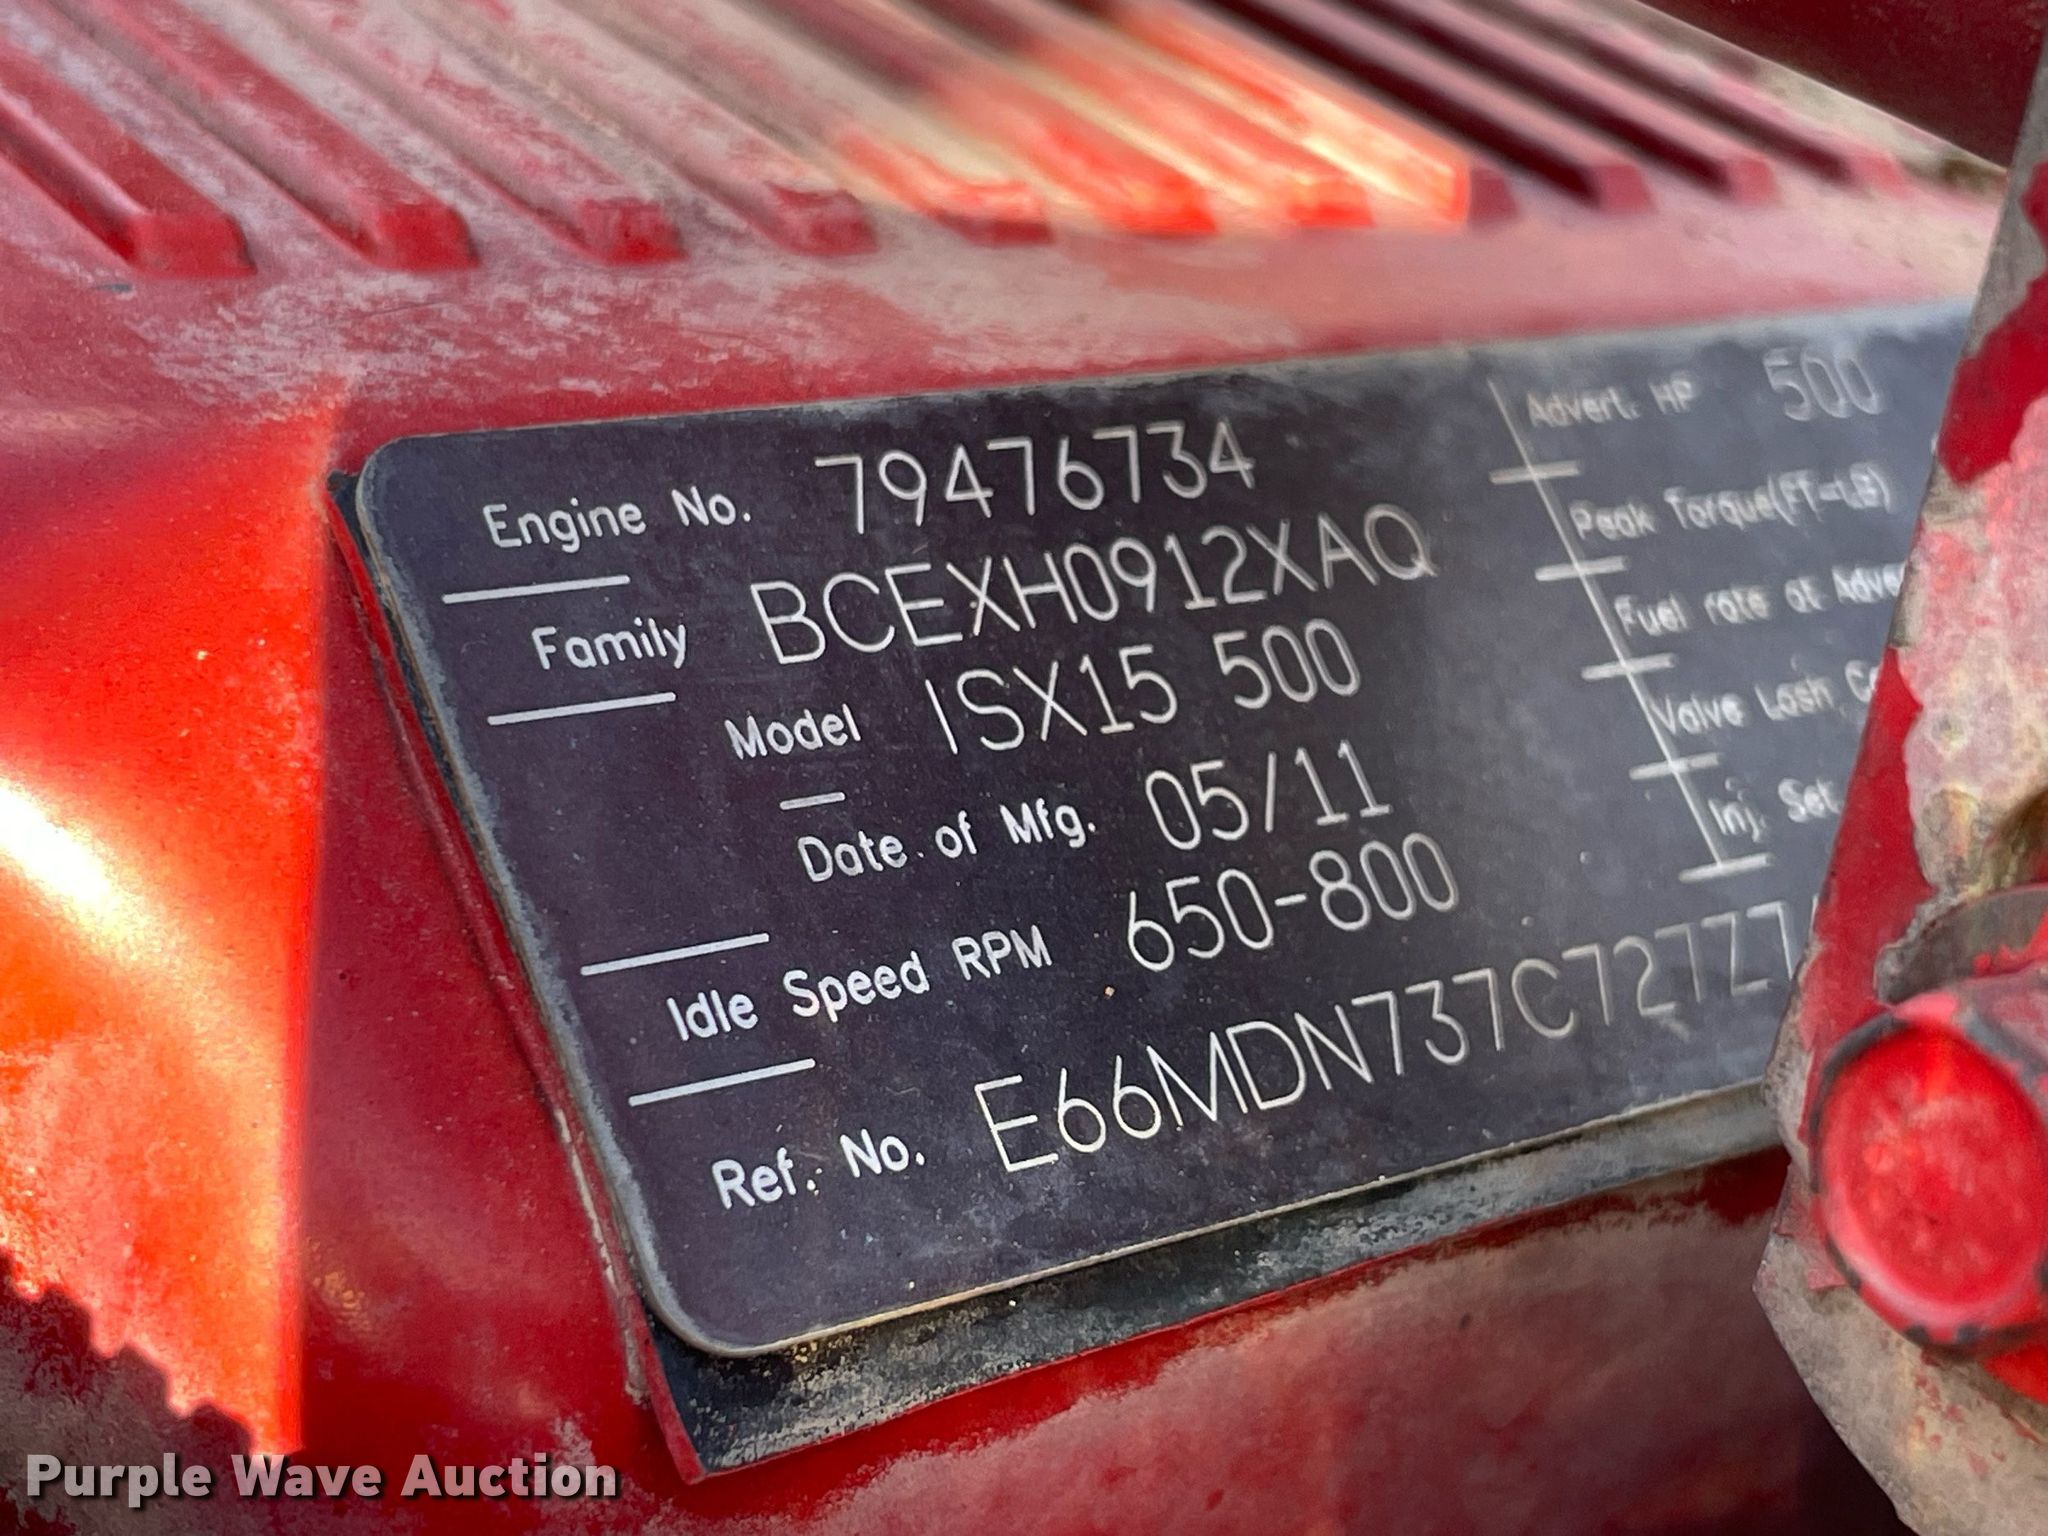 Engine No. 79476734
Family BCEXH0912XAQ
Model ISX15 500
Date of Mfg. 05/11
Idle Speed RPM 650-800
Ref. No. E66MDN737C727Z7
Advert. HP 500
Peak Torque(FT-LB)
Fuel rate at
Valve Lash
Inj. Set.
Purple Wave Auction